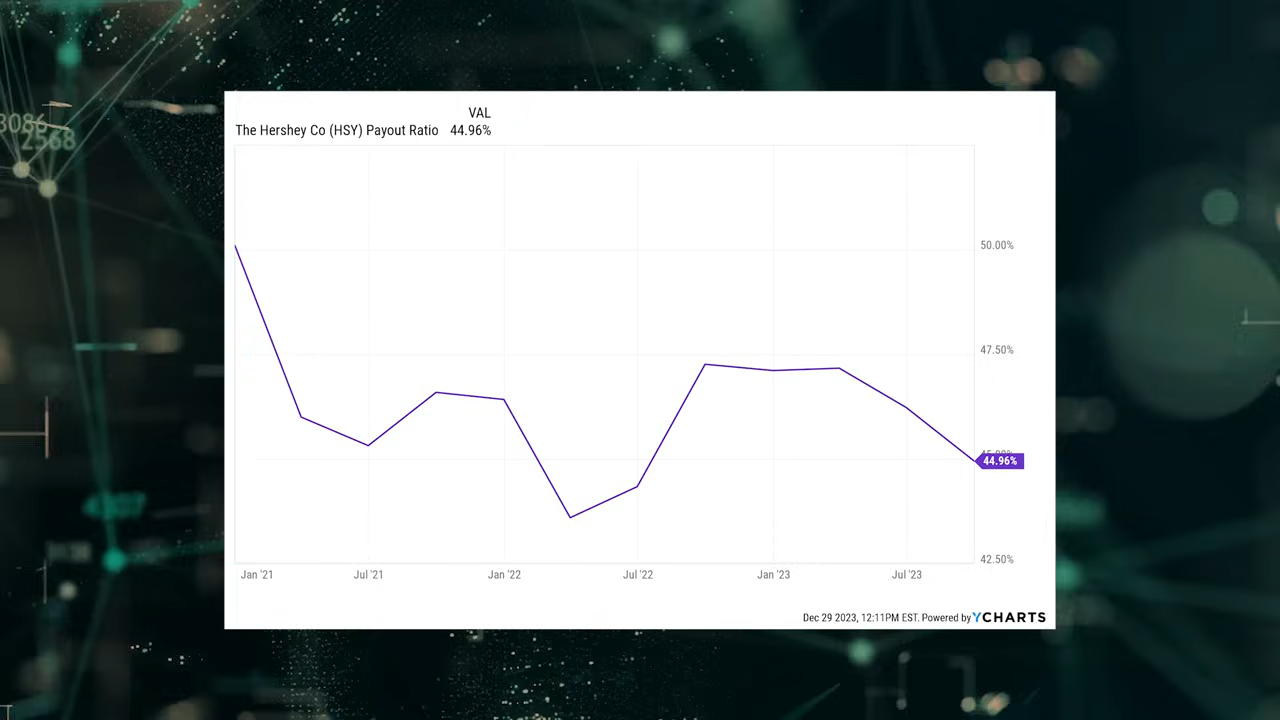 VAL
The Hershey Co (HSY) Payout Ratio 44.96%
50.00%
47.50%
44.96%
42.50%
Jan '21 Jul '21 Jan '22 Jul '22 Jan '23 Jul '23
Dec 29 2023, 12:11PM EST. Powered by YCHARTS
3086
2568